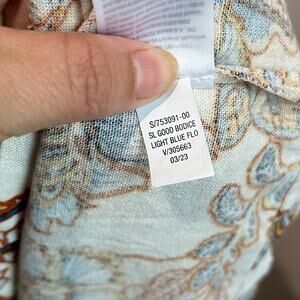 S/753091-00
SL GOOD BODICE
LIGHT BLUE FLO
V/305663
03/23